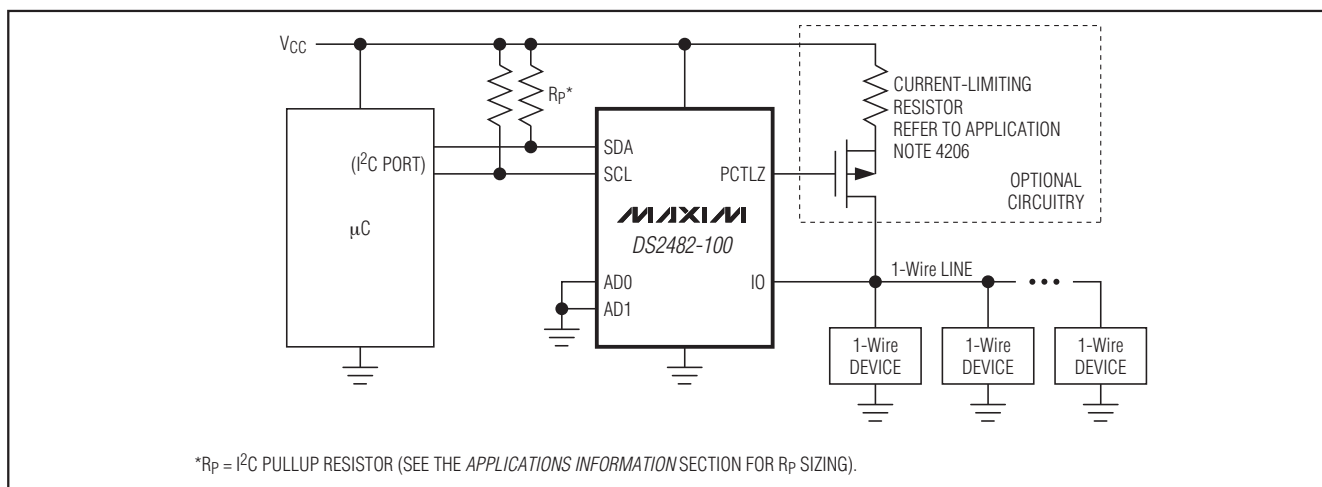 VCC
RP*
CURRENT-LIMITING
RESISTOR
REFER TO APPLICATION
NOTE 4206
OPTIONAL
CIRCUITRY
(I²C PORT)
µC
SDA
SCL
PCTLZ
MAXIM
DS2482-100
AD0
AD1
IO
1-Wire LINE
1-Wire
DEVICE
1-Wire
DEVICE
1-Wire
DEVICE
*RP = I²C PULLUP RESISTOR (SEE THE APPLICATIONS INFORMATION SECTION FOR RP SIZING).